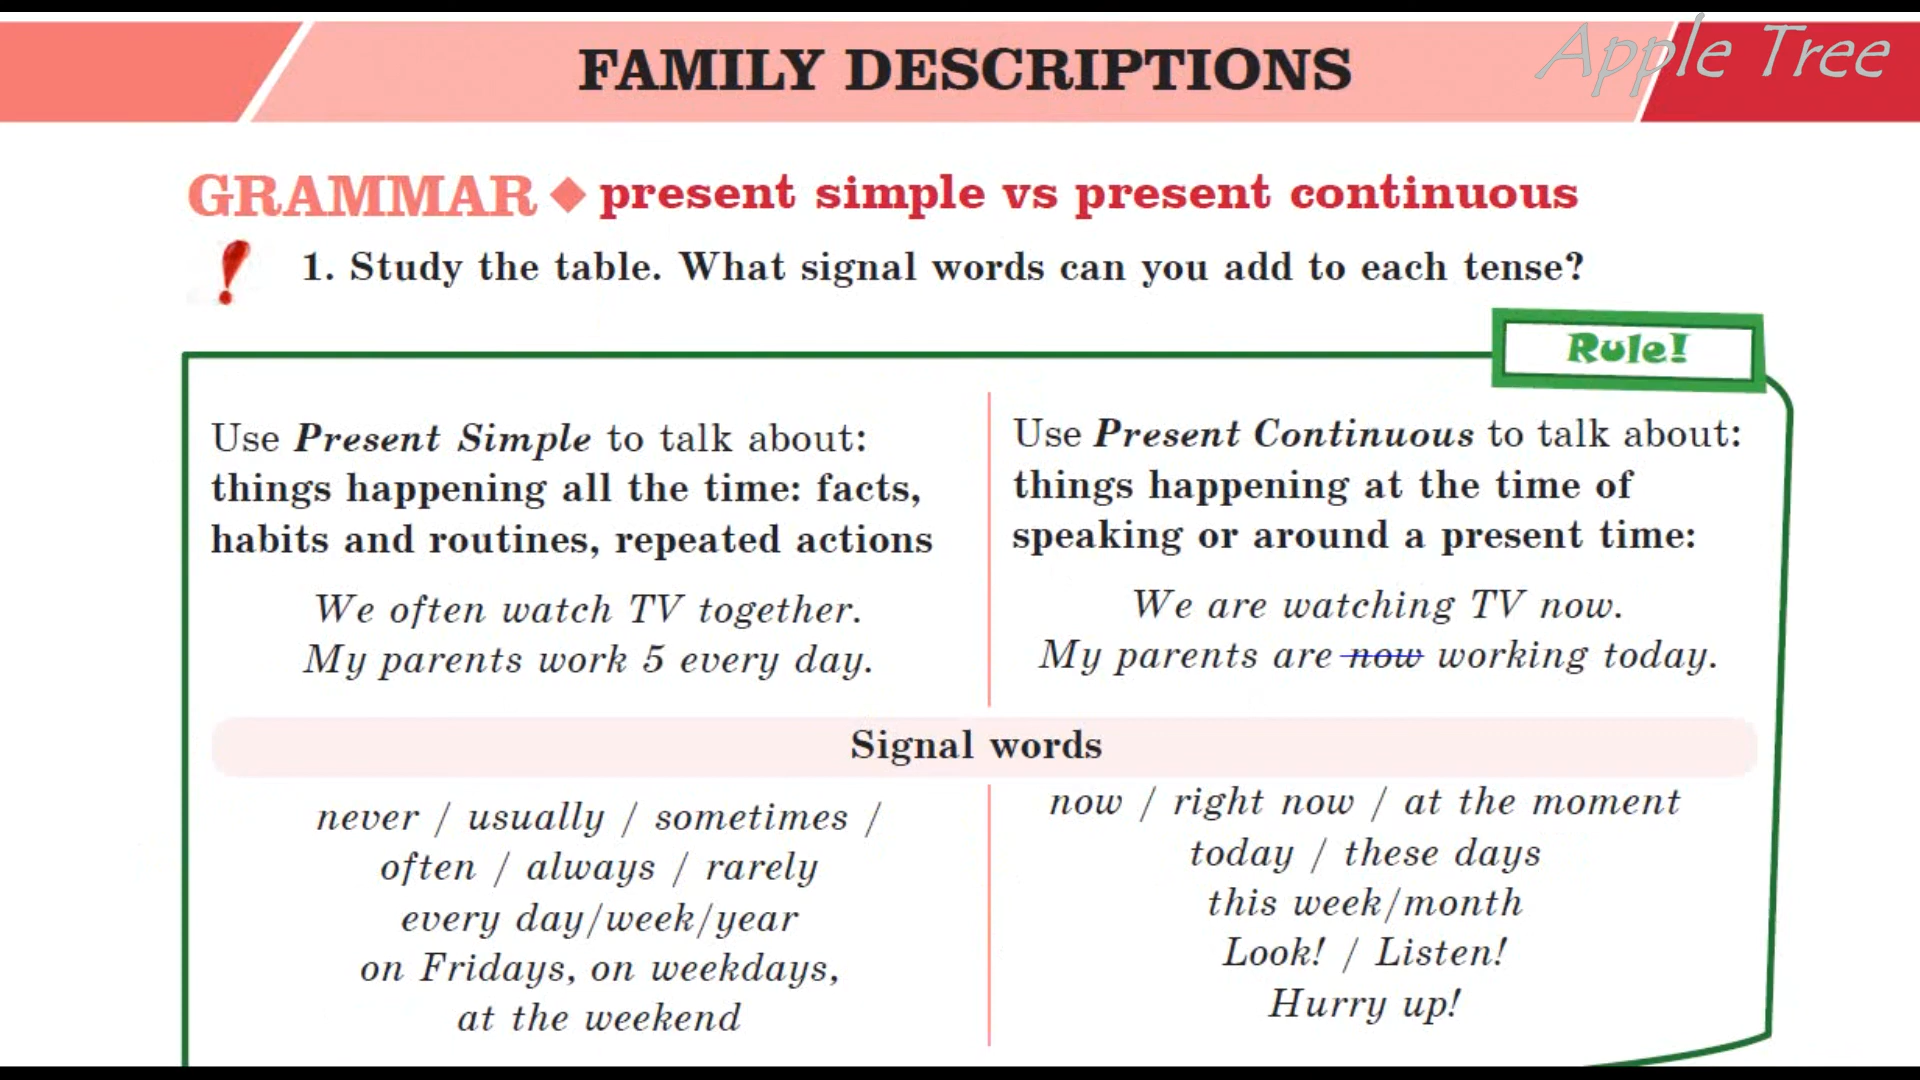 Apple Tree
FAMILY DESCRIPTIONS
GRAMMAR ◆ present simple vs present continuous
1. Study the table. What signal words can you add to each tense?
Rule!
Use Present Simple to talk about:
things happening all the time: facts,
habits and routines, repeated actions
We often watch TV together.
My parents work 5 every day.
Use Present Continuous to talk about:
things happening at the time of
speaking or around a present time:
We are watching TV now.
My parents are now working today.
Signal words
never / usually / sometimes /
often / always / rarely
every day/week/year
on Fridays, on weekdays,
at the weekend
now / right now / at the moment
today / these days
this week/month
Look! / Listen!
Hurry up!